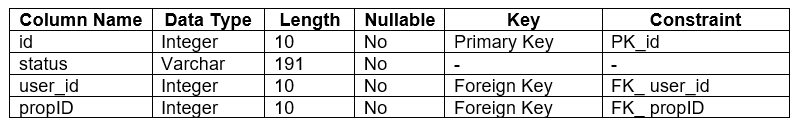 Column Name Data Type Length Nullable Key Constraint
id Integer 10 No Primary Key PK_id
status Varchar 191 No - -
user_id Integer 10 No Foreign Key FK_ user_id
propID Integer 10 No Foreign Key FK_ propID